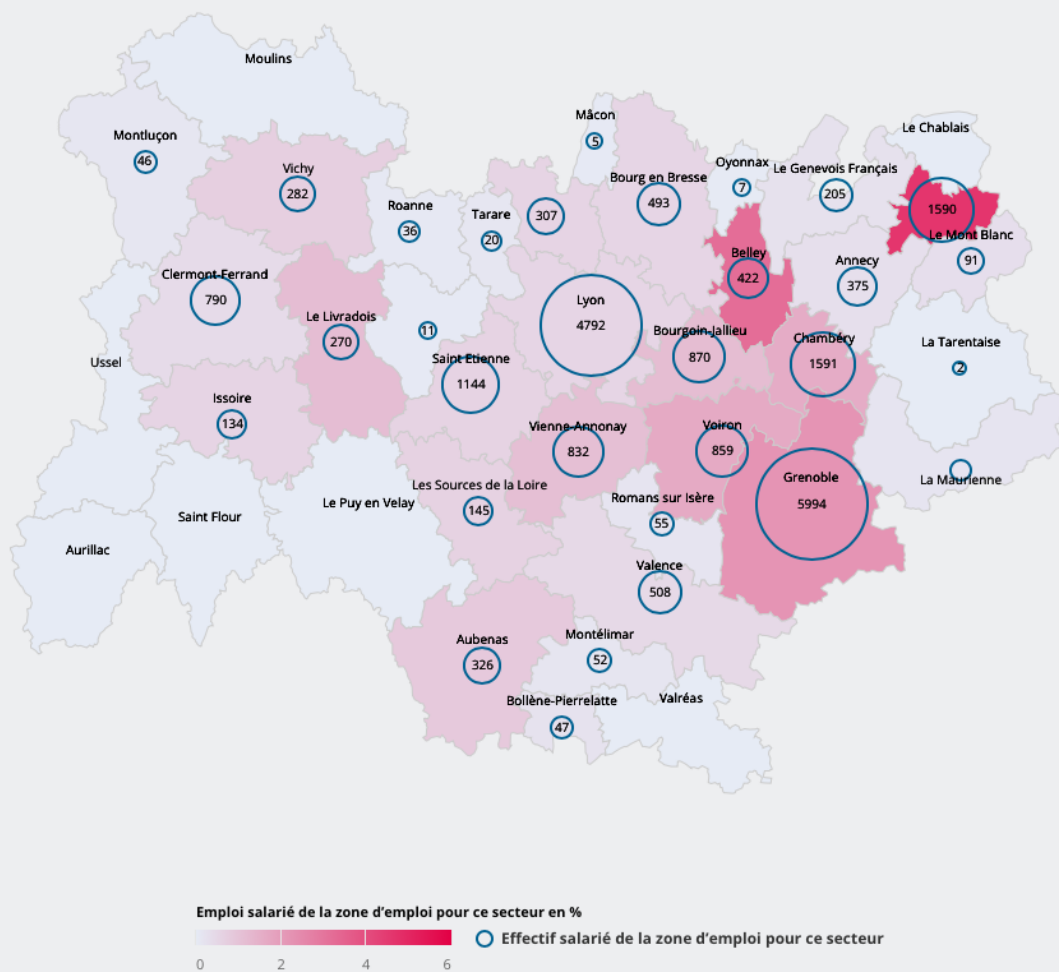 Moulins
Mâcon
5
Le Chablais
Montluçon
46
Vichy
282
Oyonnax
7
Le Genevois Français
205
Bourg en Bresse
493
1590
Roanne
36
Tarare
20
307
Le Mont Blanc
91
Belley
422
Annecy
375
Clermont-Ferrand
790
Lyon
4792
Le Livradois
270
11
Bourgoin-Jallieu
870
Chambéry
1591
La Tarentaise
2
Ussel
Saint Etienne
1144
Issoire
134
Vienne-Annonay
832
Voiron
859
Grenoble
5994
La Maurienne
Les Sources de la Loire
145
Le Puy en Velay
Romans sur Isère
55
Saint Flour
Aurillac
Valence
508
Aubenas
326
Montélimar
52
Bollène-Pierrelatte
47
Valréas
Emploi salarié de la zone d’emploi pour ce secteur en %
0 2 4 6
Effectif salarié de la zone d’emploi pour ce secteur